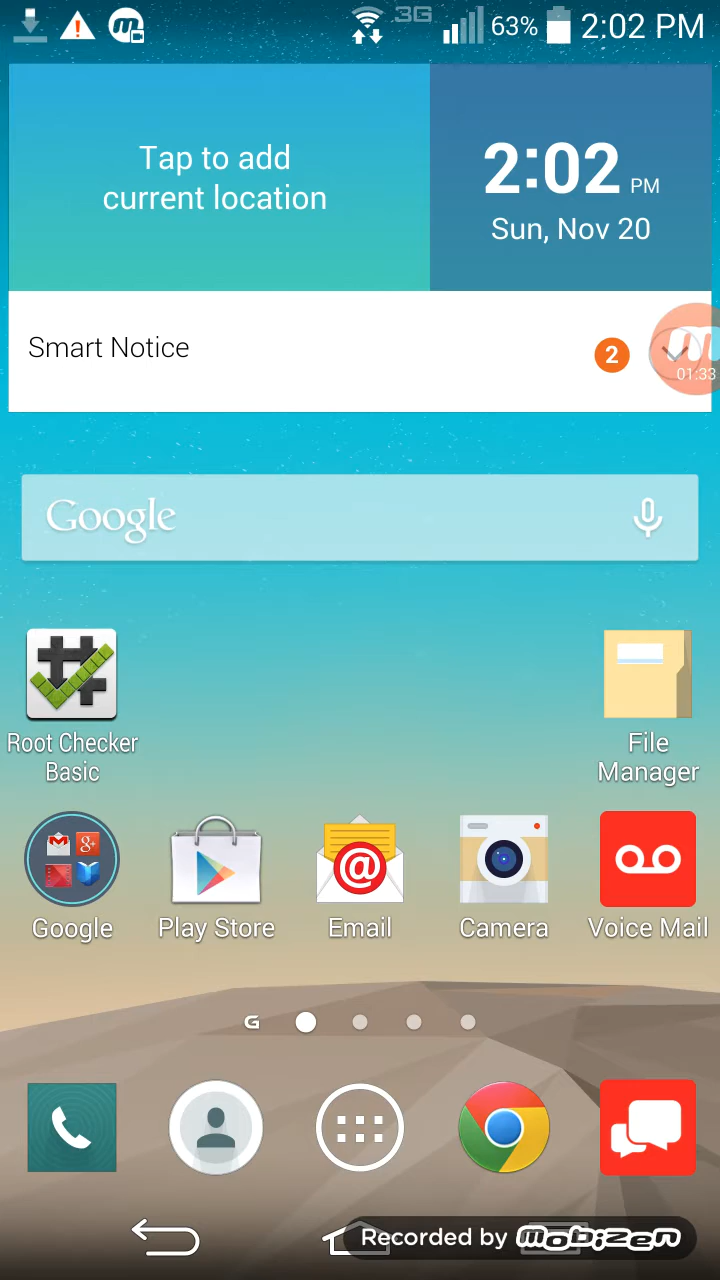 3G 63% 2:02 PM
Tap to add
current location
2:02 PM
Sun, Nov 20
Smart Notice
2
01:33
Google
Root Checker
Basic
File
Manager
Google
Play Store
Email
Camera
Voice Mail
Recorded by mobizen